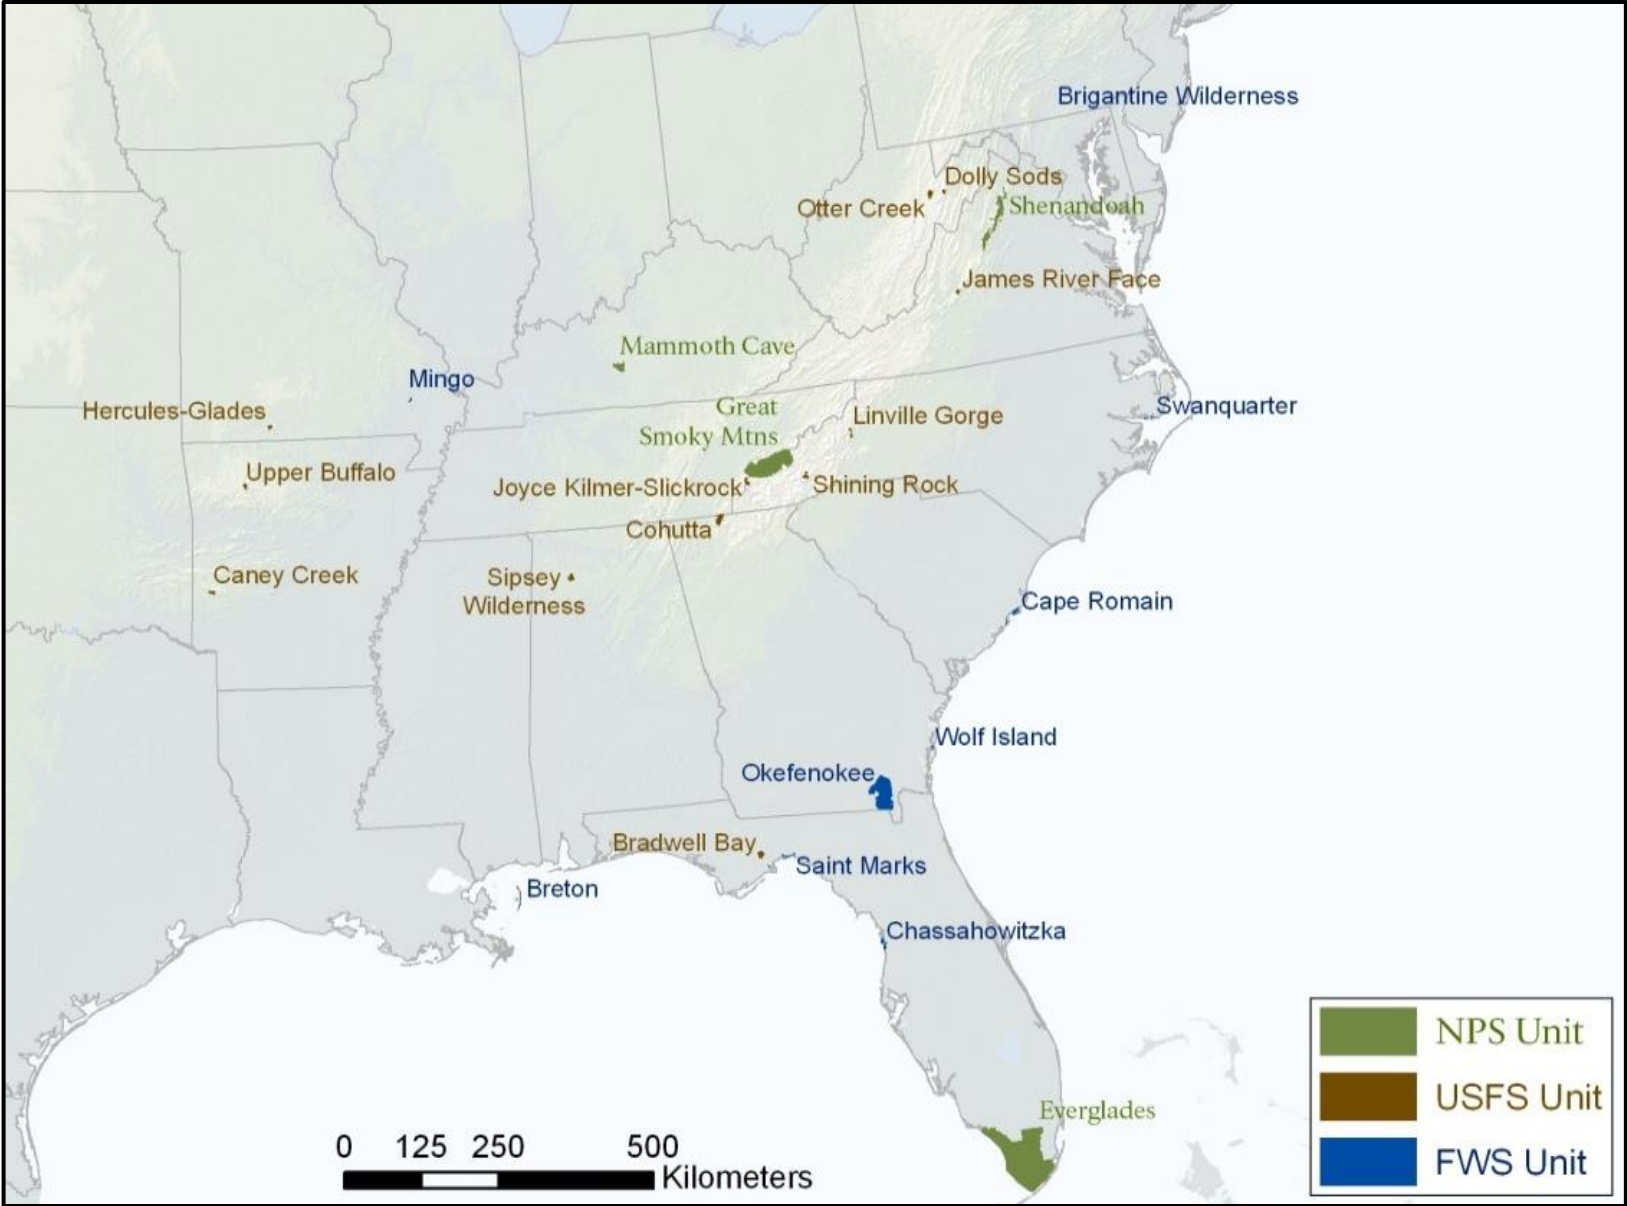 Brigantine Wilderness
Dolly Sods
Otter Creek
Shenandoah
James River Face
Mammoth Cave
Mingo
Hercules-Glades
Great
Smoky Mtns
Linville Gorge
Swanquarter
Upper Buffalo
Joyce Kilmer-Slickrock
Shining Rock
Cohutta
Caney Creek
Sipsey
Wilderness
Cape Romain
Wolf Island
Okefenokee
Bradwell Bay
Saint Marks
Breton
Chassahowitzka
Everglades
0 125 250 500
Kilometers
NPS Unit
USFS Unit
FWS Unit